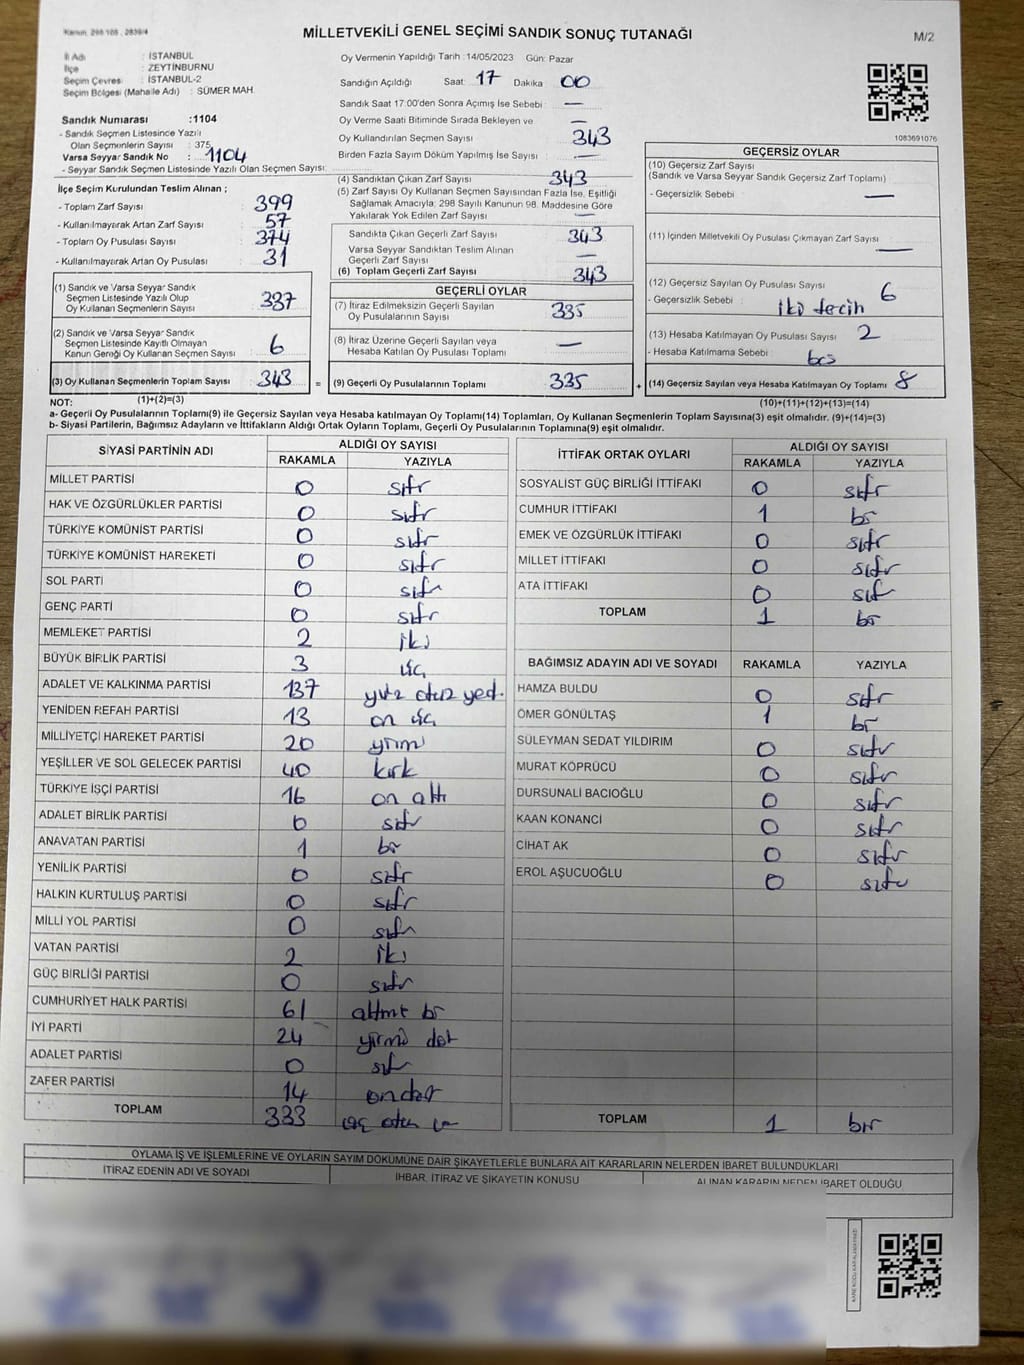 Kanun, 298 108 , 2839/4
MİLLETVEKİLİ GENEL SEÇİMİ SANDIK SONUÇ TUTANAĞI
M/2
İl Adı : İSTANBUL
İlçe : ZEYTİNBURNU
Seçim Çevresi : İSTANBUL-2
Seçim Bölgesi (Mahalle Adı) : SÜMER MAH.
Sandık Numarası :1104
- Sandık Seçmen Listesinde Yazılı
Olan Seçmenlerin Sayısı : 375
Varsa Seyyar Sandık No : 1104
- Seyyar Sandık Seçmen Listesinde Yazılı Olan Seçmen Sayısı:
İlçe Seçim Kurulundan Teslim Alınan ;
- Toplam Zarf Sayısı : 399
- Kullanılmayarak Artan Zarf Sayısı : 57
- Toplam Oy Pusulası Sayısı : 374
- Kullanılmayarak Artan Oy Pusulası : 31
Oy Vermenin Yapıldığı Tarih :14/05/2023 Gün: Pazar
Sandığın Açıldığı Saat: 17 Dakika 00
Sandık Saat 17:00'den Sonra Açımış İse Sebebi : —
Oy Verme Saati Bitiminde Sırada Bekleyen ve —
Oy Kullandırılan Seçmen Sayısı : 343
Birden Fazla Sayım Döküm Yapılmış İse Sayısı : —
(4) Sandıktan Çıkan Zarf Sayısı : 343
(5) Zarf Sayısı Oy Kullanan Seçmen Sayısından Fazla İse, Eşitliği
Sağlamak Amacıyla; 298 Sayılı Kanunun 98. Maddesine Göre
Yakılarak Yok Edilen Zarf Sayısı : —
Sandıkta Çıkan Geçerli Zarf Sayısı : 343
Varsa Seyyar Sandıktan Teslim Alınan
Geçerli Zarf Sayısı : —
(6) Toplam Geçerli Zarf Sayısı : 343
GEÇERSİZ OYLAR
(10) Geçersiz Zarf Sayısı
(Sandık ve Varsa Seyyar Sandık Geçersiz Zarf Toplamı)
- Geçersizlik Sebebi : —
(11) İçinden Milletvekili Oy Pusulası Çıkmayan Zarf Sayısı : —
(12) Geçersiz Sayılan Oy Pusulası Sayısı : 6
- Geçersizlik Sebebi : iki tercih
(13) Hesaba Katılmayan Oy Pusulası Sayısı : 2
- Hesaba Katılmama Sebebi : boş
(14) Geçersiz Sayılan veya Hesaba Katılmayan Oy Toplamı : 8
(10)+(11)+(12)+(13)=(14)
1083691076
(1) Sandık ve Varsa Seyyar Sandık
Seçmen Listesinde Yazılı Olup
Oy Kullanan Seçmenlerin Sayısı : 337
(2) Sandık ve Varsa Seyyar Sandık
Seçmen Listesinde Kayıtlı Olmayan
Kanun Gereği Oy Kullanan Seçmen Sayısı : 6
(3) Oy Kullanan Seçmenlerin Toplam Sayısı : 343 =
(1)+(2)=(3)
GEÇERLİ OYLAR
(7) İtiraz Edilmeksizin Geçerli Sayılan
Oy Pusulalarının Sayısı : 335
(8) İtiraz Üzerine Geçerli Sayılan veya
Hesaba Katılan Oy Pusulası Toplamı : —
(9) Geçerli Oy Pusulalarının Toplamı : 335 +
NOT:
a- Geçerli Oy Pusulalarının Toplamı(9) ile Geçersiz Sayılan veya Hesaba katılmayan Oy Toplamı(14) Toplamları, Oy Kullanan Seçmenlerin Toplam Sayısına(3) eşit olmalıdır. (9)+(14)=(3)
b- Siyasi Partilerin, Bağımsız Adayların ve İttifakların Aldığı Ortak Oyların Toplamı, Geçerli Oy Pusulalarının Toplamına(9) eşit olmalıdır.
SİYASİ PARTİNİN ADI ALDIĞI OY SAYISI
RAKAMLA YAZIYLA
MİLLET PARTİSİ 0 sıfır
HAK VE ÖZGÜRLÜKLER PARTİSİ 0 sıfır
TÜRKİYE KOMÜNİST PARTİSİ 0 sıfır
TÜRKİYE KOMÜNİST HAREKETİ 0 sıfır
SOL PARTİ 0 sıfır
GENÇ PARTİ 0 sıfır
MEMLEKET PARTİSİ 2 iki
BÜYÜK BİRLİK PARTİSİ 3 üç
ADALET VE KALKINMA PARTİSİ 137 yüz otuz yedi
YENİDEN REFAH PARTİSİ 13 on üç
MİLLİYETÇİ HAREKET PARTİSİ 20 yirmi
YEŞİLLER VE SOL GELECEK PARTİSİ 40 kırk
TÜRKİYE İŞÇİ PARTİSİ 16 on altı
ADALET BİRLİK PARTİSİ 0 sıfır
ANAVATAN PARTİSİ 1 bir
YENİLİK PARTİSİ 0 sıfır
HALKIN KURTULUŞ PARTİSİ 0 sıfır
MİLLİ YOL PARTİSİ 0 sıfır
VATAN PARTİSİ 2 iki
GÜÇ BİRLİĞİ PARTİSİ 0 sıfır
CUMHURİYET HALK PARTİSİ 61 altmış bir
İYİ PARTİ 24 yirmi dört
ADALET PARTİSİ 0 sıfır
ZAFER PARTİSİ 14 ondört
TOPLAM 333 üç otuz üç
İTTİFAK ORTAK OYLARI ALDIĞI OY SAYISI
RAKAMLA YAZIYLA
SOSYALİST GÜÇ BİRLİĞİ İTTİFAKI 0 sıfır
CUMHUR İTTİFAKI 1 bir
EMEK VE ÖZGÜRLÜK İTTİFAKI 0 sıfır
MİLLET İTTİFAKI 0 sıfır
ATA İTTİFAKI 0 sıfır
TOPLAM 1 bir
BAĞIMSIZ ADAYIN ADI VE SOYADI RAKAMLA YAZIYLA
HAMZA BULDU 0 sıfır
ÖMER GÖNÜLTAŞ 1 bir
SÜLEYMAN SEDAT YILDIRIM 0 sıfır
MURAT KÖPRÜCÜ 0 sıfır
DURSUNALİ BACIOĞLU 0 sıfır
KAAN KONANCI 0 sıfır
CİHAT AK 0 sıfır
EROL AŞUCUOĞLU 0 sıfır
TOPLAM 1 bir
OYLAMA İŞ VE İŞLEMLERİNE VE OYLARIN SAYIM DÖKÜMÜNE DAİR ŞİKAYETLERLE BUNLARA AİT KARARLARIN NELERDEN İBARET BULUNDUKLARI
İTİRAZ EDENİN ADI VE SOYADI İHBAR, İTİRAZ VE ŞİKAYETİN KONUSU ALINAN KARARIN NEDEN İBARET OLDUĞU